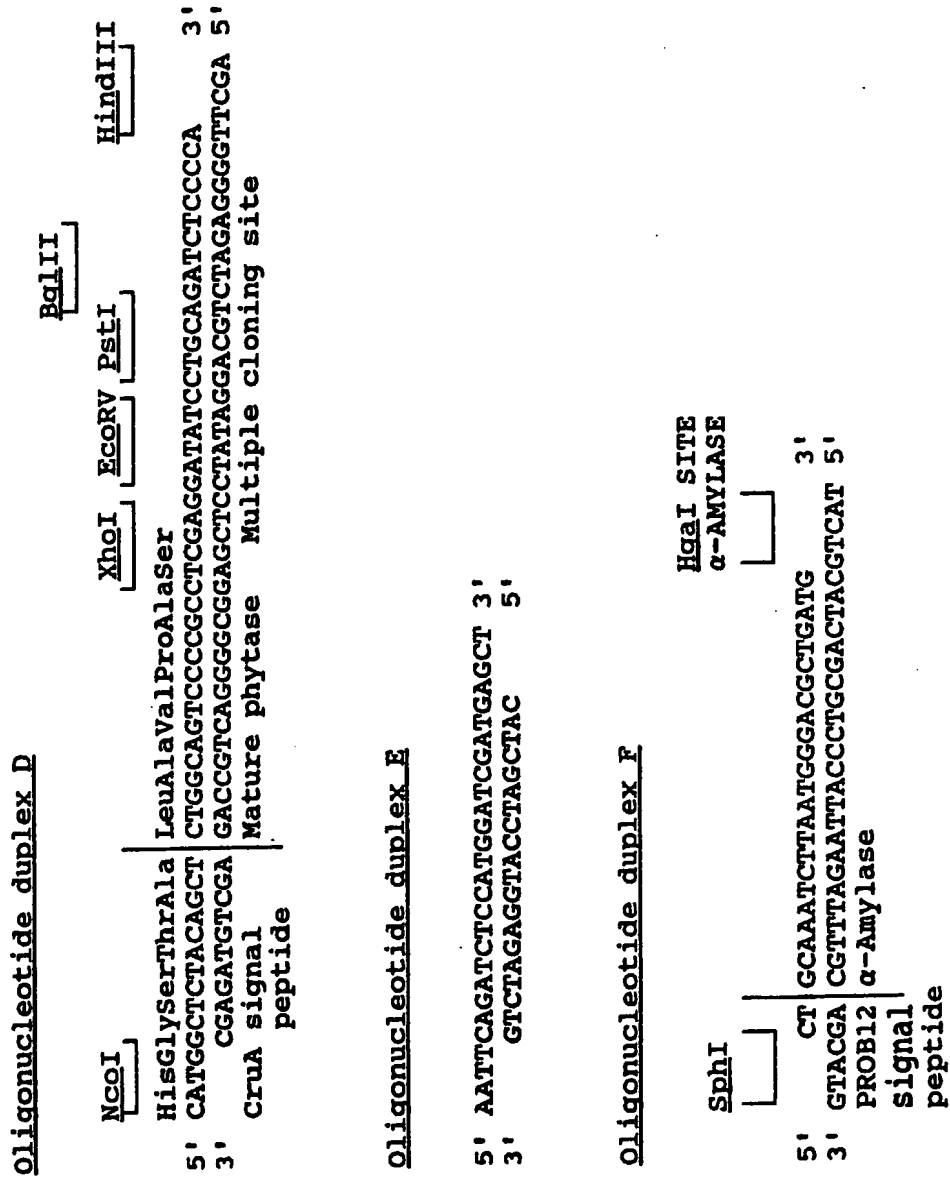 Oligonucleotide duplex D
BglII
NcoI XhoI EcoRV PstI HindIII
HisGlySerThrAla LeuAlaValProAlaSer
5' CATGGCTCTACAGCT CTGGCAGTCCCCGCCTCGAGGATATCCTGCAGATCTCCCCA 3'
3' CGAGATGTCGA GACCGTCAGGGGCGGAGCTCCTATAGGACGTCTAGAGGGGTTCGA 5'
CruA signal Mature phytase Multiple cloning site
peptide
Oligonucleotide duplex E
5' AATTCAGATCTCCATGGATCGATGAGCT 3'
3' GTCTAGAGGTACCTAGCTAC 5'
Oligonucleotide duplex F
HgaI SITE
SphI α-AMYLASE
5' CT GCAAATCTTAATGGGACGCTGATG 3'
3' GTACGA CGTTTAGAATTACCCTGCGACTACGTCAT 5'
PROB12 α-Amylase
signal
peptide